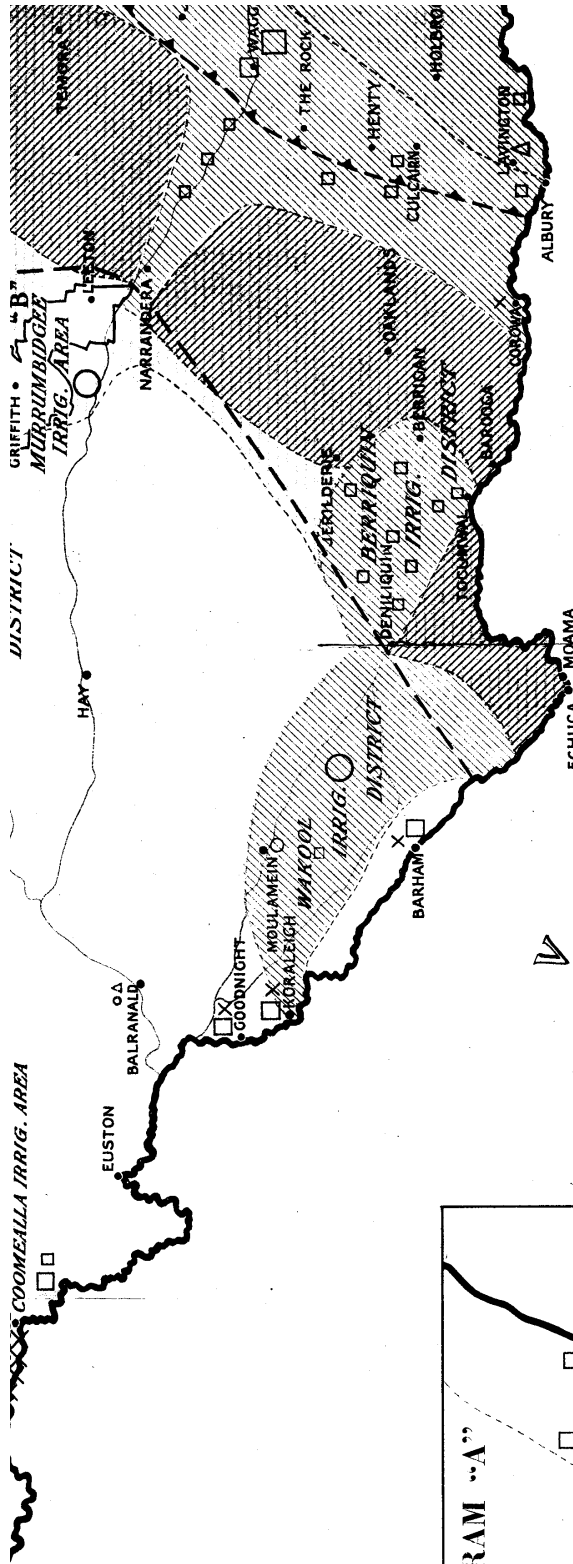 TEMORA
WAGG
THE ROCK
HENTY
CULCAIRN
HOLBRO
LAVINGTON
ALBURY
COROWA
OAKLANDS
NARRANDERA
LEETON
"B"
GRIFFITH
MURRUMBIDGEE
IRRIG. AREA
DISTRICT
HAY
JERILDERIE
BERRIQUIN
IRRIG.
DISTRICT
BERRIGAN
BAROOGA
TOCUMWAL
DENILIQUIN
MOAMA
ECHUCA
WAKOOL
IRRIG.
DISTRICT
MOULAMEIN
BARHAM
GOODNIGHT
KORALEIGH
BALRANALD
EUSTON
COOMEALLA IRRIG. AREA
V
RAM "A"